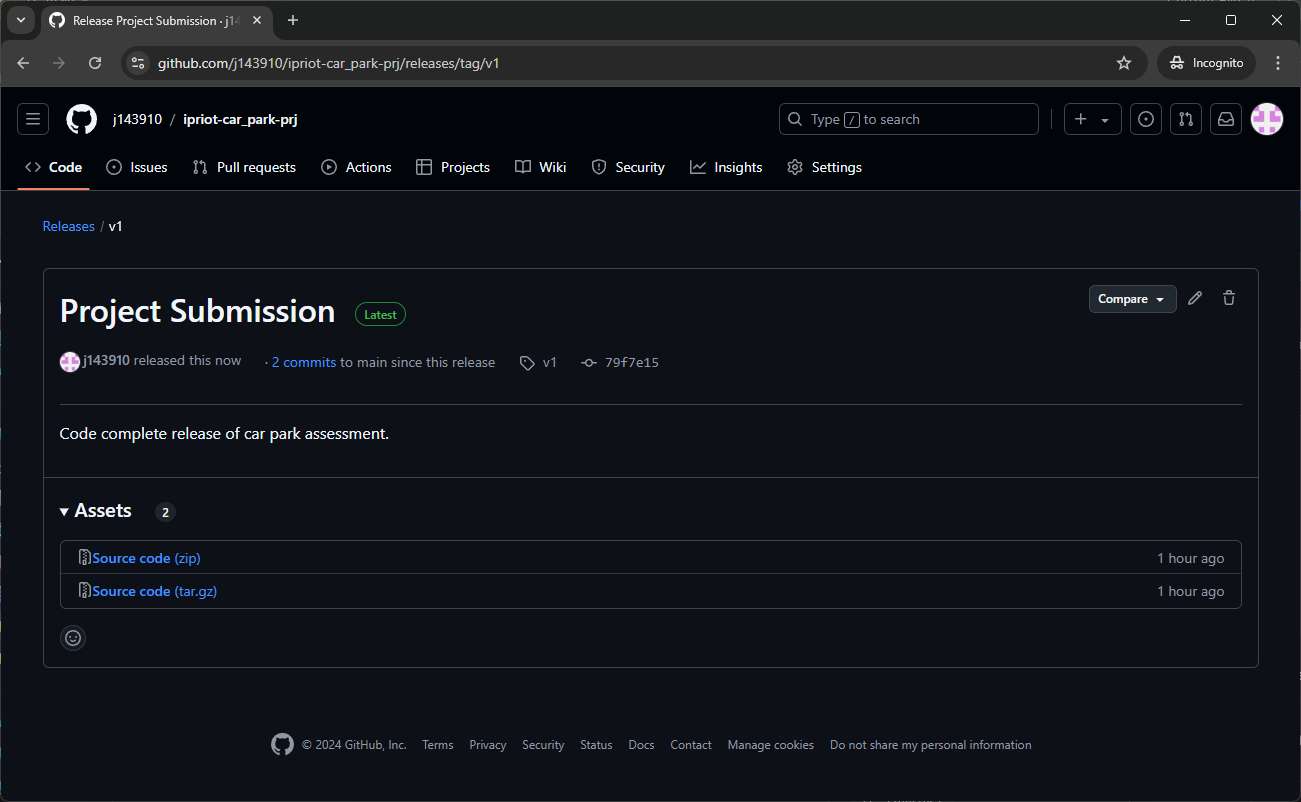 Release Project Submission · j14
github.com/j143910/ipriot-car_park-prj/releases/tag/v1
Incognito
j143910 / ipriot-car_park-prj
Type / to search
Code
Issues
Pull requests
Actions
Projects
Wiki
Security
Insights
Settings
Releases / v1
Project Submission
Latest
Compare
j143910 released this now
· 2 commits to main since this release
v1
79f7e15
Code complete release of car park assessment.
Assets 2
Source code (zip)
1 hour ago
Source code (tar.gz)
1 hour ago
© 2024 GitHub, Inc.
Terms
Privacy
Security
Status
Docs
Contact
Manage cookies
Do not share my personal information